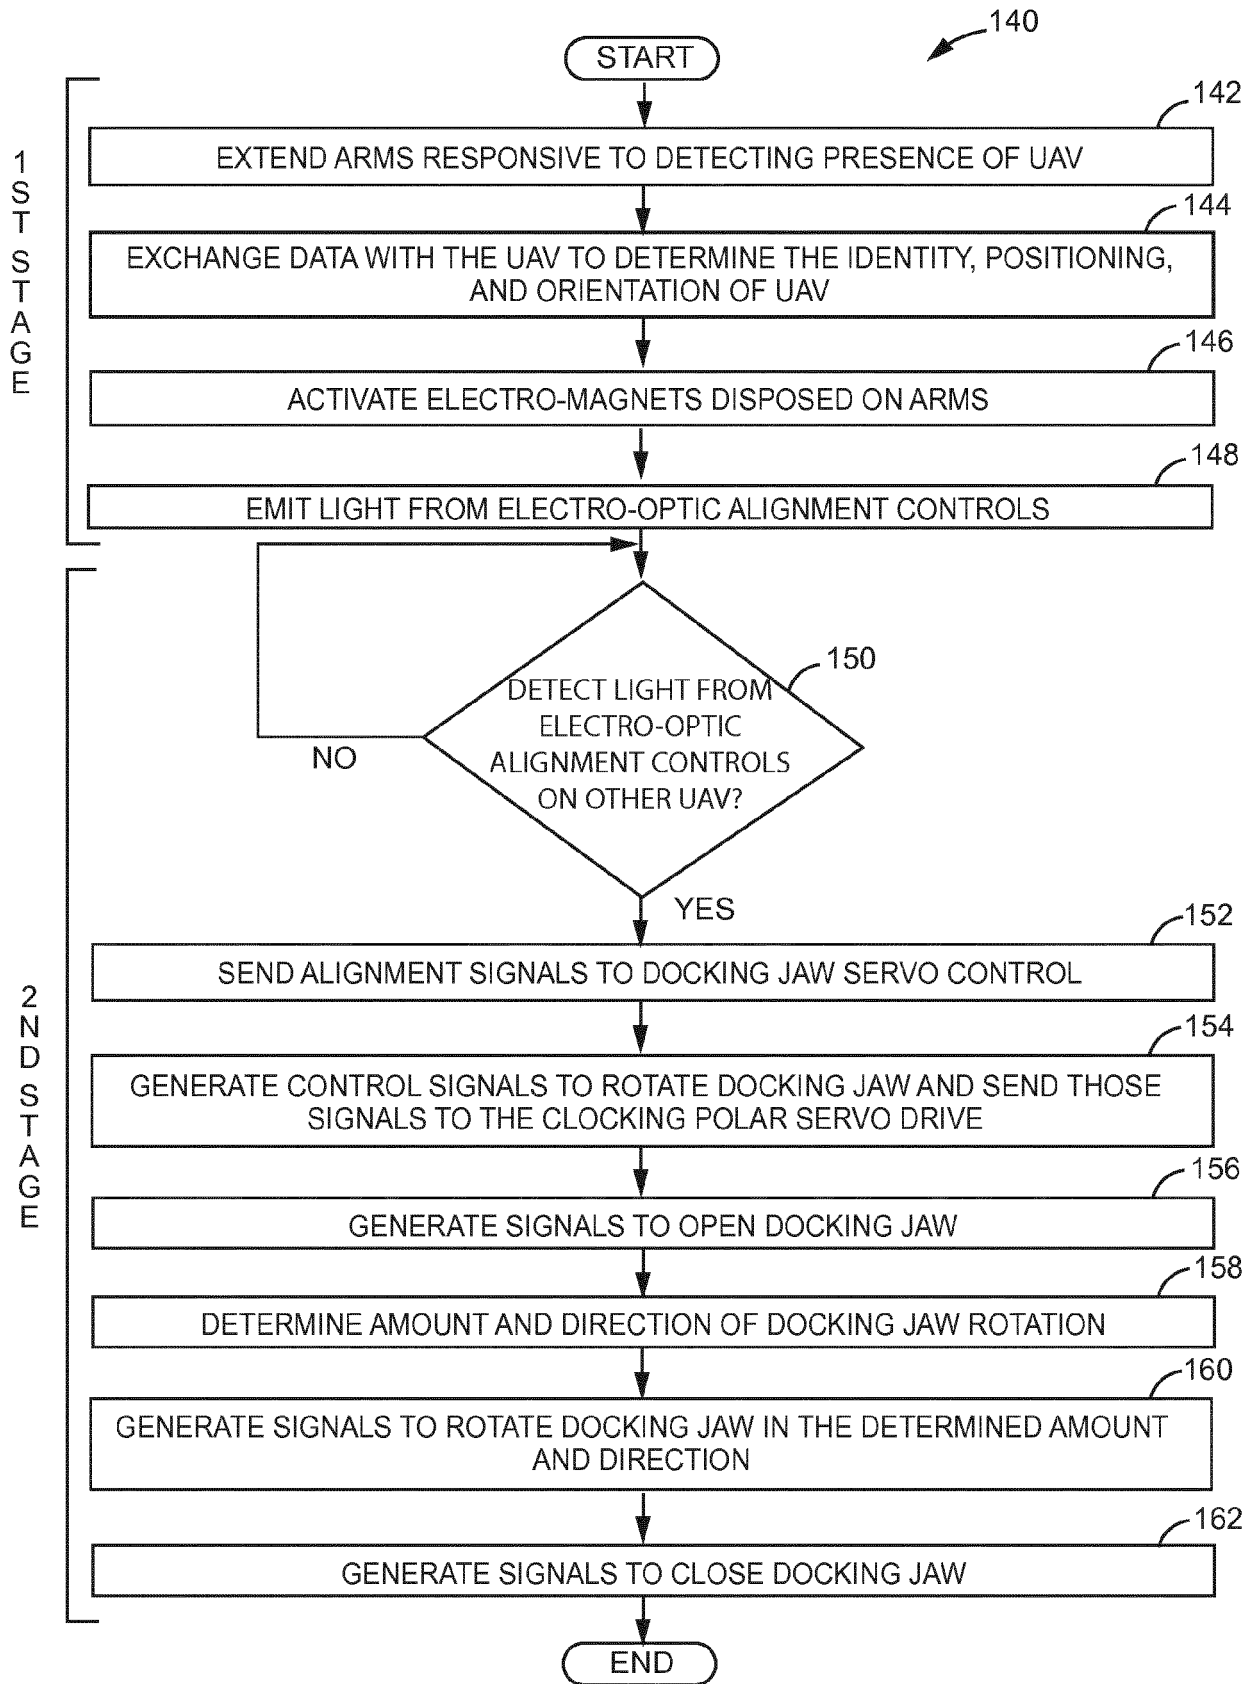 140
START
142
EXTEND ARMS RESPONSIVE TO DETECTING PRESENCE OF UAV
144
EXCHANGE DATA WITH THE UAV TO DETERMINE THE IDENTITY, POSITIONING,
AND ORIENTATION OF UAV
146
ACTIVATE ELECTRO-MAGNETS DISPOSED ON ARMS
148
EMIT LIGHT FROM ELECTRO-OPTIC ALIGNMENT CONTROLS
1ST STAGE
150
DETECT LIGHT FROM
ELECTRO-OPTIC
ALIGNMENT CONTROLS
ON OTHER UAV?
NO
YES
152
SEND ALIGNMENT SIGNALS TO DOCKING JAW SERVO CONTROL
154
GENERATE CONTROL SIGNALS TO ROTATE DOCKING JAW AND SEND THOSE
SIGNALS TO THE CLOCKING POLAR SERVO DRIVE
156
GENERATE SIGNALS TO OPEN DOCKING JAW
158
DETERMINE AMOUNT AND DIRECTION OF DOCKING JAW ROTATION
160
GENERATE SIGNALS TO ROTATE DOCKING JAW IN THE DETERMINED AMOUNT
AND DIRECTION
162
GENERATE SIGNALS TO CLOSE DOCKING JAW
2ND STAGE
END